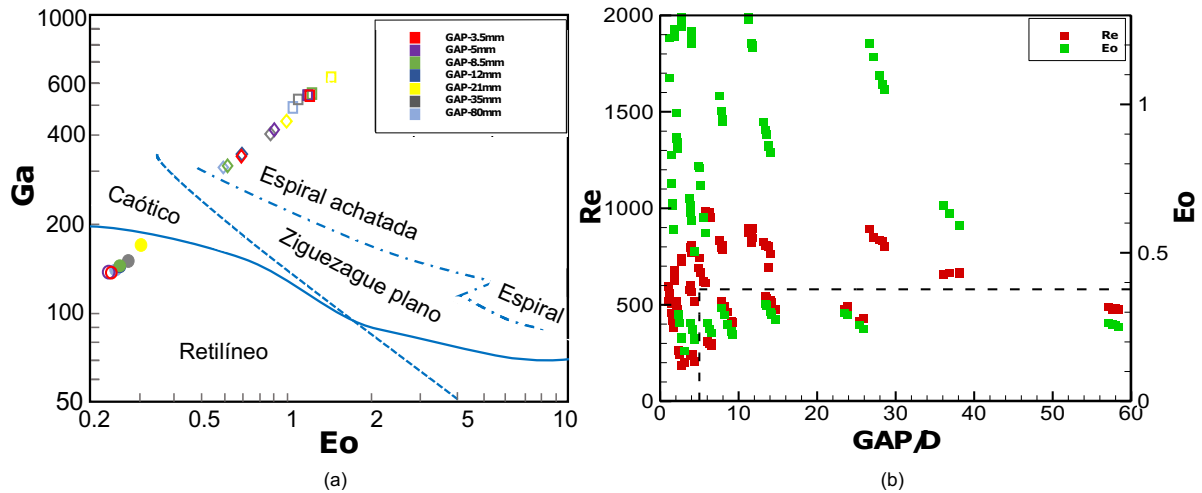 1000
600
400
200
100
50
Ga
0.2
0.5
1
2
5
10
Eo
GAP-3.5mm
GAP-5mm
GAP-8.5mm
GAP-12mm
GAP-21mm
GAP-35mm
GAP-80mm
Caótico
Espiral achatada
Ziguezague plano
Espiral
Retilíneo
(a)
2000
1500
1000
500
0
Re
0
10
20
30
40
50
60
GAP/D
1
0.5
0
Eo
Re
Eo
(b)